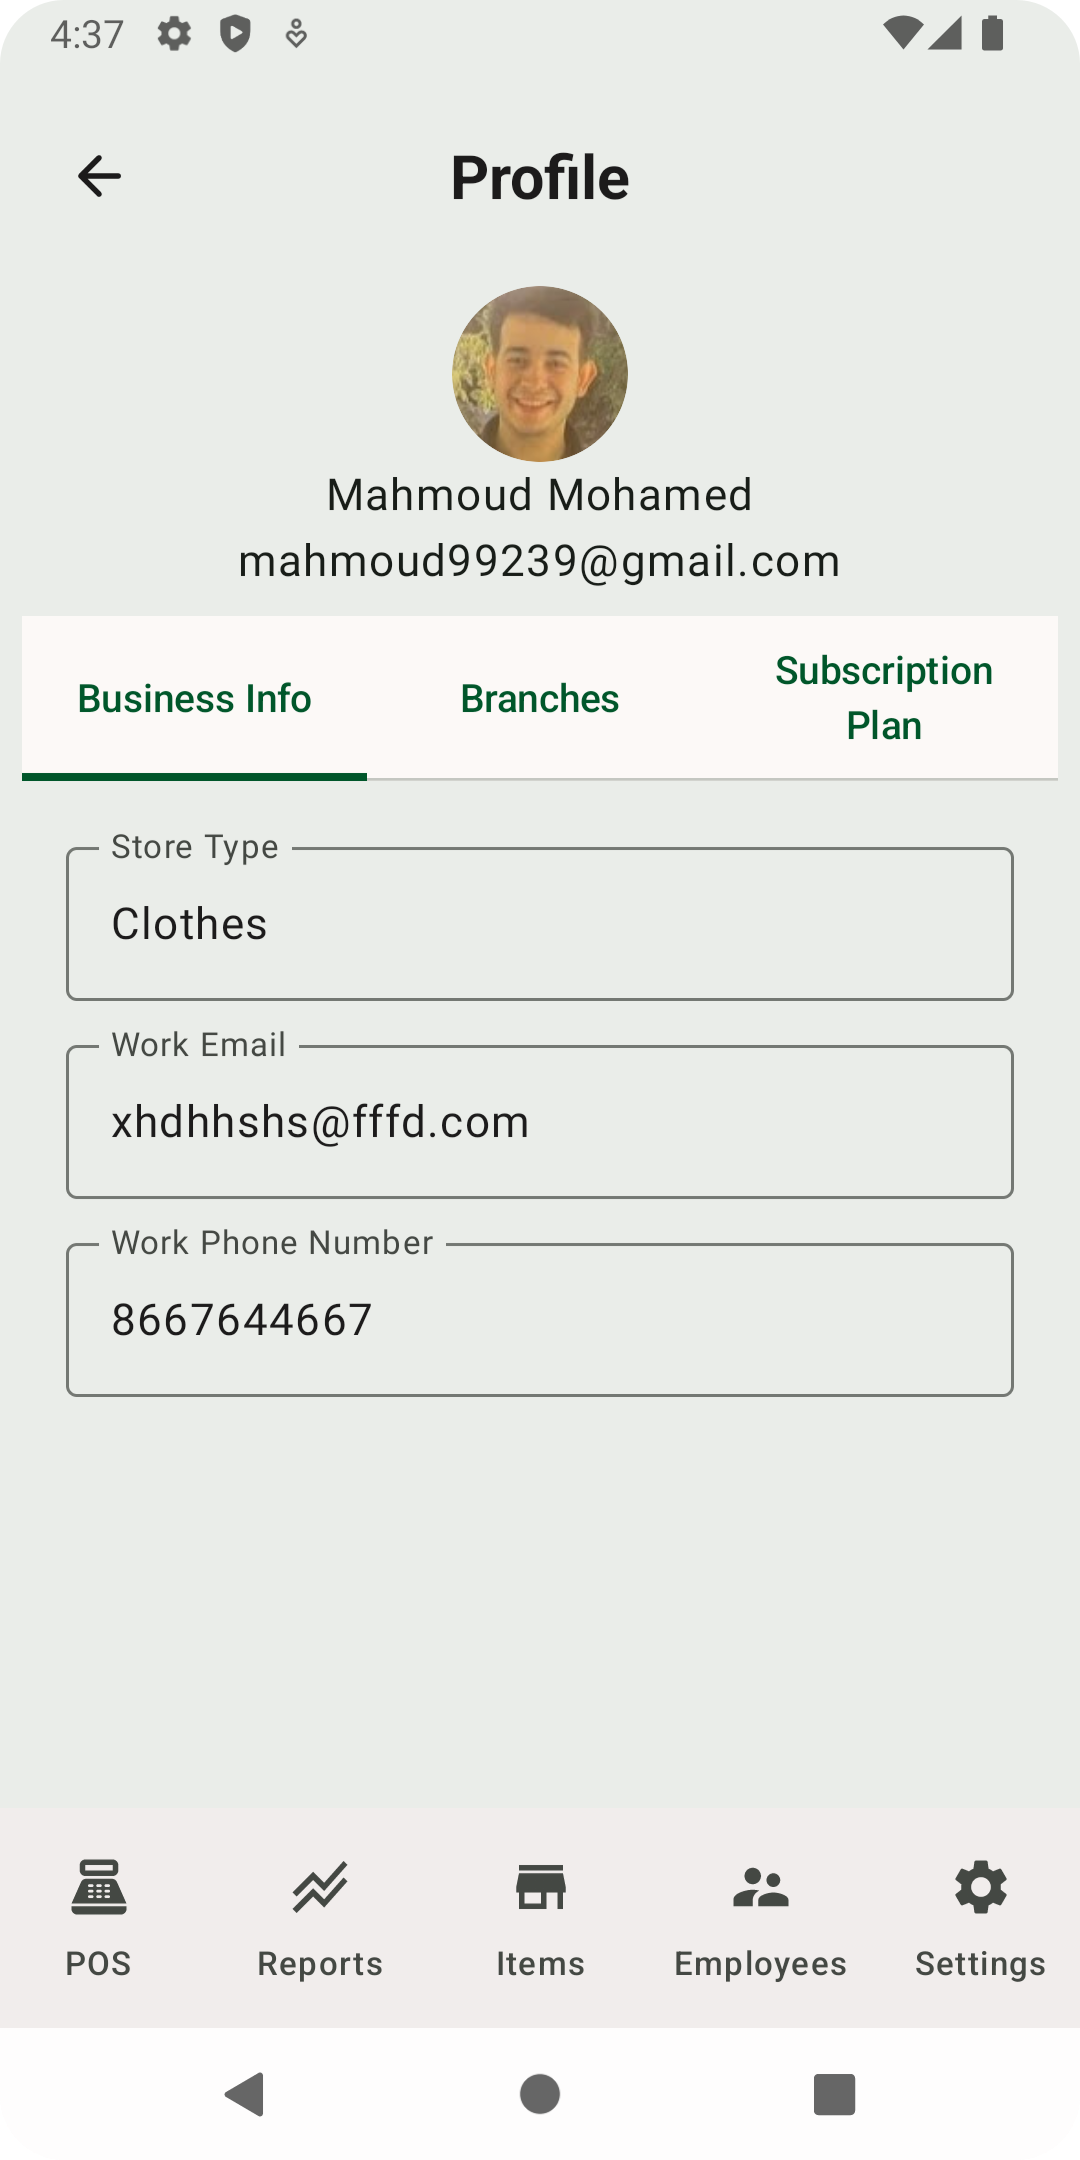 4:37
Profile
Mahmoud Mohamed
mahmoud99239@gmail.com
Business Info
Branches
Subscription
Plan
Store Type
Clothes
Work Email
xhdhhshs@fffd.com
Work Phone Number
8667644667
POS
Reports
Items
Employees
Settings